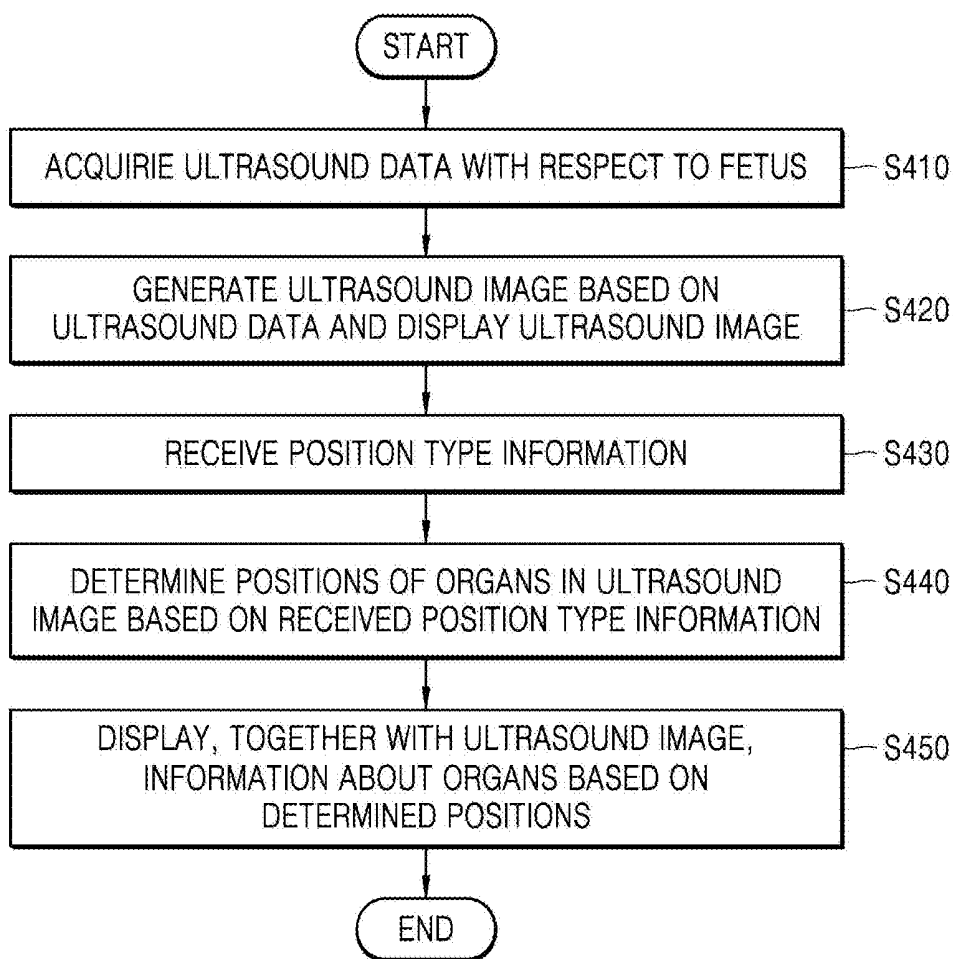 START
ACQUIRIE ULTRASOUND DATA WITH RESPECT TO FETUS
S410
GENERATE ULTRASOUND IMAGE BASED ON
ULTRASOUND DATA AND DISPLAY ULTRASOUND IMAGE
S420
RECEIVE POSITION TYPE INFORMATION
S430
DETERMINE POSITIONS OF ORGANS IN ULTRASOUND
IMAGE BASED ON RECEIVED POSITION TYPE INFORMATION
S440
DISPLAY, TOGETHER WITH ULTRASOUND IMAGE,
INFORMATION ABOUT ORGANS BASED ON
DETERMINED POSITIONS
S450
END